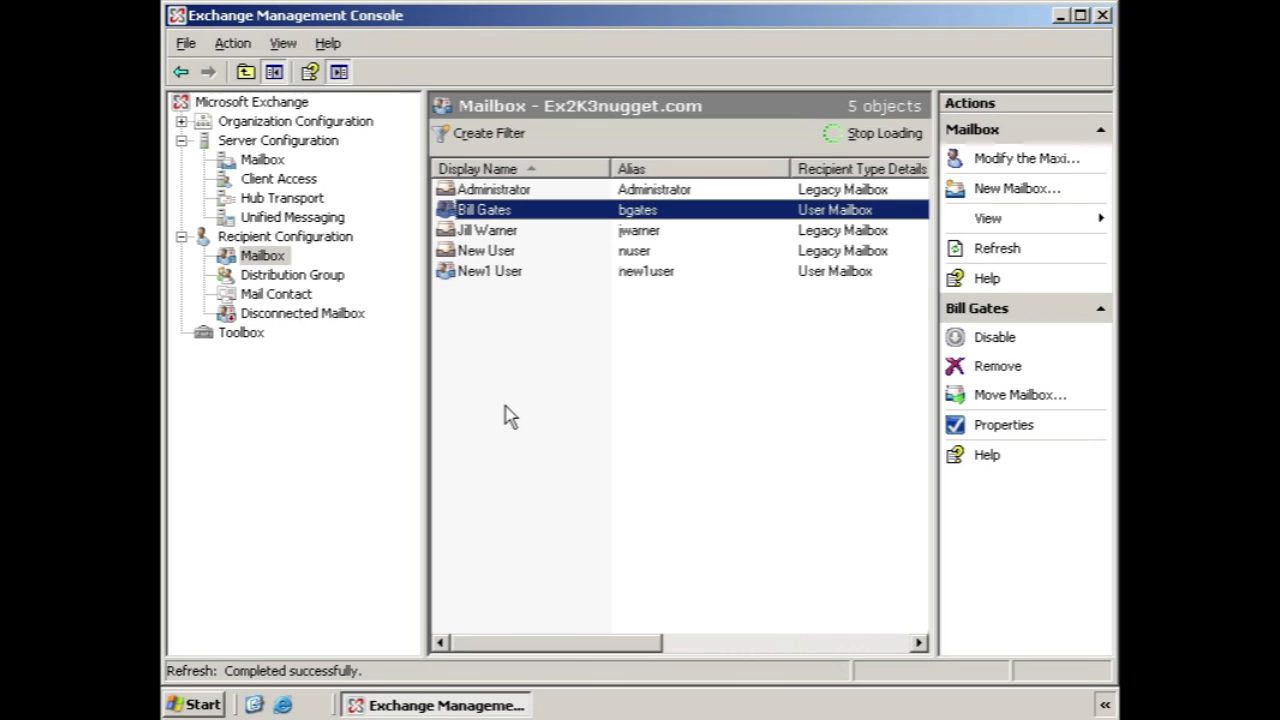 Exchange Management Console
File Action View Help
Microsoft Exchange
Organization Configuration
Server Configuration
Mailbox
Client Access
Hub Transport
Unified Messaging
Recipient Configuration
Mailbox
Distribution Group
Mail Contact
Disconnected Mailbox
Toolbox
Mailbox - Ex2K3nugget.com 5 objects
Create Filter Stop Loading
Display Name Alias Recipient Type Details
Administrator Administrator Legacy Mailbox
Bill Gates bgates User Mailbox
Jill Warner jwarner Legacy Mailbox
New User nuser Legacy Mailbox
New1 User new1user User Mailbox
Actions
Mailbox
Modify the Maxi...
New Mailbox...
View
Refresh
Help
Bill Gates
Disable
Remove
Move Mailbox...
Properties
Help
Refresh: Completed successfully.
Start Exchange Manageme... «